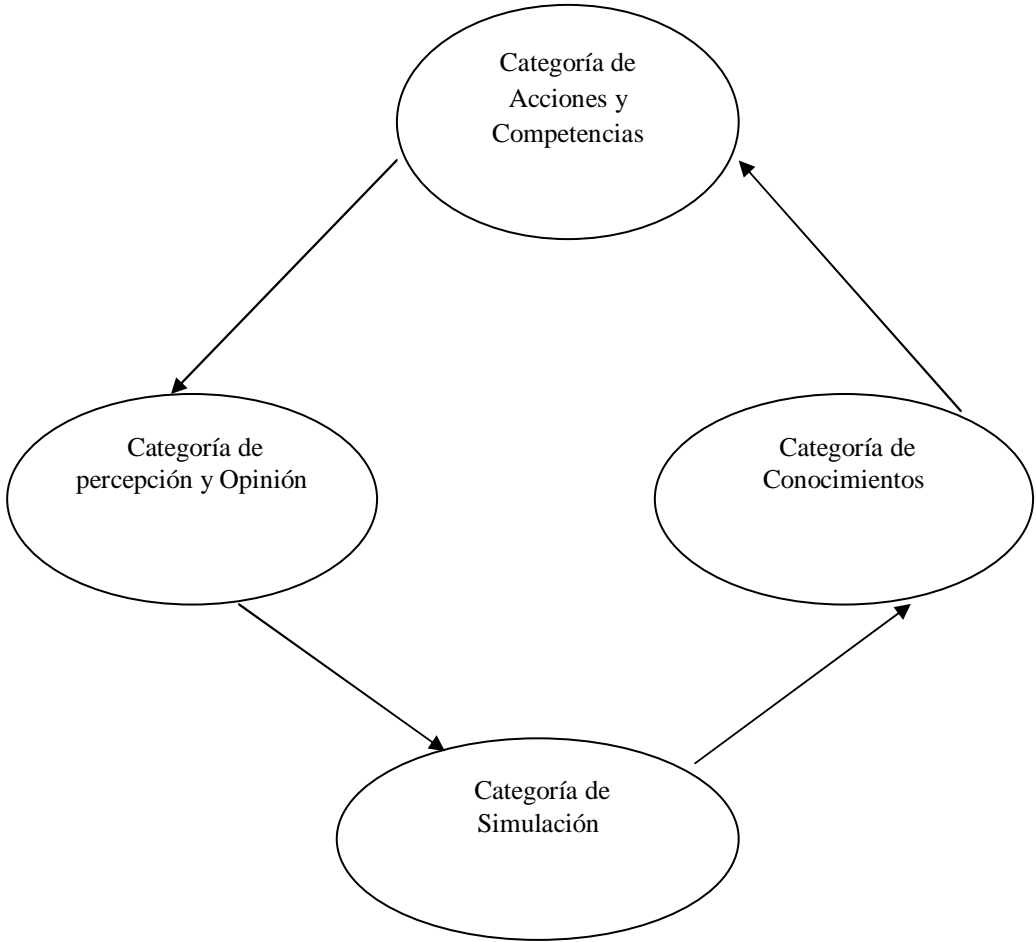 Categoría de
Acciones y
Competencias
Categoría de
percepción y Opinión
Categoría de
Conocimientos
Categoría de
Simulación